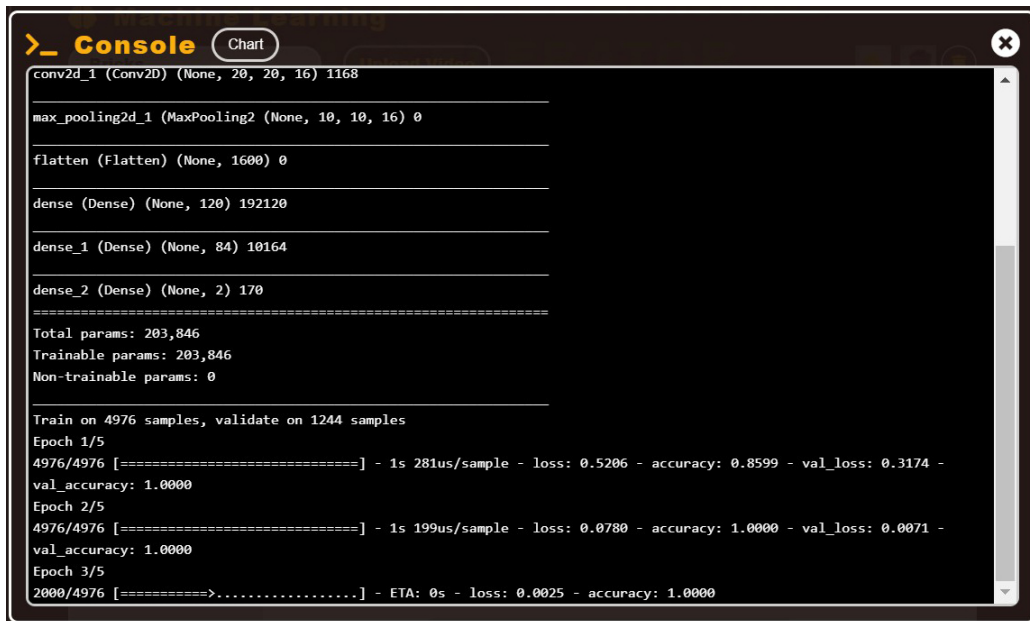 Machine Learning
>_ Console Chart
conv2d_1 (Conv2D) (None, 20, 20, 16) 1168
max_pooling2d_1 (MaxPooling2 (None, 10, 10, 16) 0
flatten (Flatten) (None, 1600) 0
dense (Dense) (None, 120) 192120
dense_1 (Dense) (None, 84) 10164
dense_2 (Dense) (None, 2) 170
=================================================================
Total params: 203,846
Trainable params: 203,846
Non-trainable params: 0
Train on 4976 samples, validate on 1244 samples
Epoch 1/5
4976/4976 [==============================] - 1s 281us/sample - loss: 0.5206 - accuracy: 0.8599 - val_loss: 0.3174 -
val_accuracy: 1.0000
Epoch 2/5
4976/4976 [==============================] - 1s 199us/sample - loss: 0.0780 - accuracy: 1.0000 - val_loss: 0.0071 -
val_accuracy: 1.0000
Epoch 3/5
2000/4976 [===========>..................] - ETA: 0s - loss: 0.0025 - accuracy: 1.0000